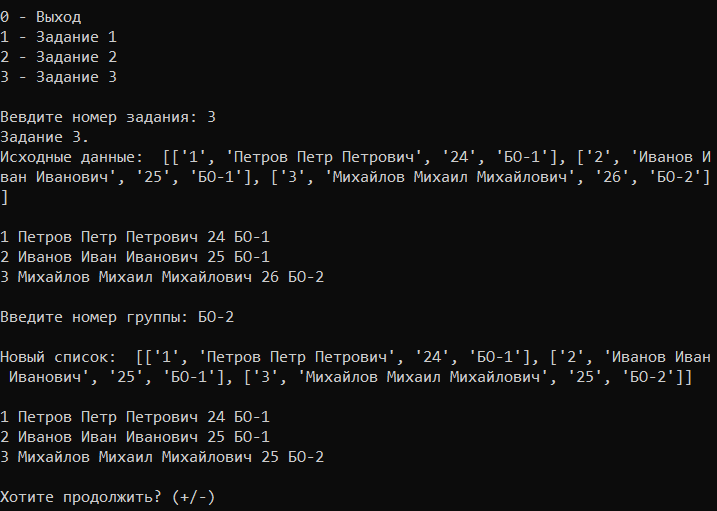 0 - Выход
1 - Задание 1
2 - Задание 2
3 - Задание 3
Вевдите номер задания: 3
Задание 3.
Исходные данные:  [['1', 'Петров Петр Петрович', '24', 'БО-1'], ['2', 'Иванов И
ван Иванович', '25', 'БО-1'], ['3', 'Михайлов Михаил Михайлович', '26', 'БО-2']
]
1 Петров Петр Петрович 24 БО-1
2 Иванов Иван Иванович 25 БО-1
3 Михайлов Михаил Михайлович 26 БО-2
Введите номер группы: БО-2
Новый список:  [['1', 'Петров Петр Петрович', '24', 'БО-1'], ['2', 'Иванов Иван
 Иванович', '25', 'БО-1'], ['3', 'Михайлов Михаил Михайлович', '25', 'БО-2']]
1 Петров Петр Петрович 24 БО-1
2 Иванов Иван Иванович 25 БО-1
3 Михайлов Михаил Михайлович 25 БО-2
Хотите продолжить? (+/-)